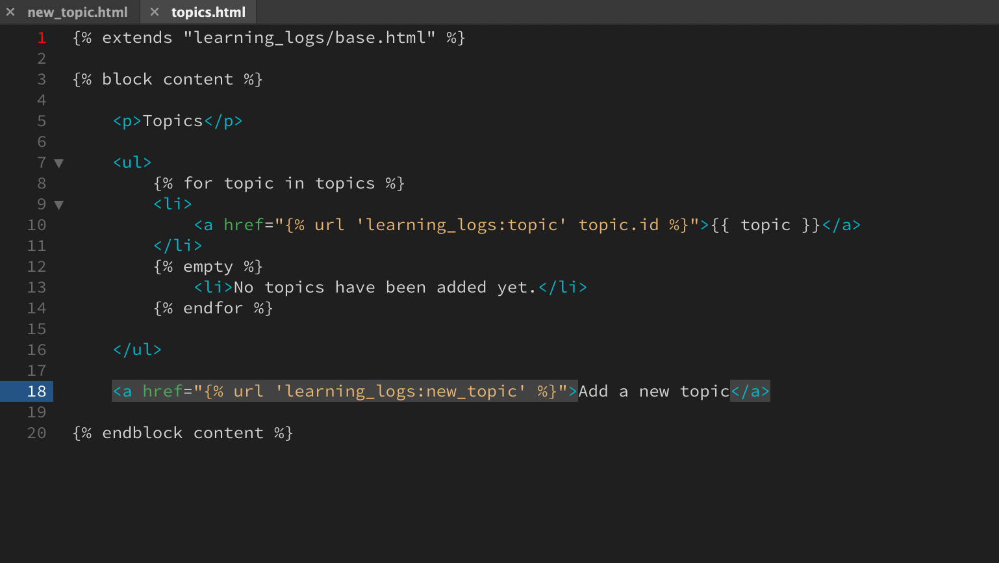 × new_topic.html × topics.html
1 {% extends "learning_logs/base.html" %}
2
3 {% block content %}
4
5 <p>Topics</p>
6
7 ▼ <ul>
8 {% for topic in topics %}
9 ▼ <li>
10 <a href="{% url 'learning_logs:topic' topic.id %}">{{ topic }}</a>
11 </li>
12 {% empty %}
13 <li>No topics have been added yet.</li>
14 {% endfor %}
15
16 </ul>
17
18 <a href="{% url 'learning_logs:new_topic' %}">Add a new topic</a>
19
20 {% endblock content %}